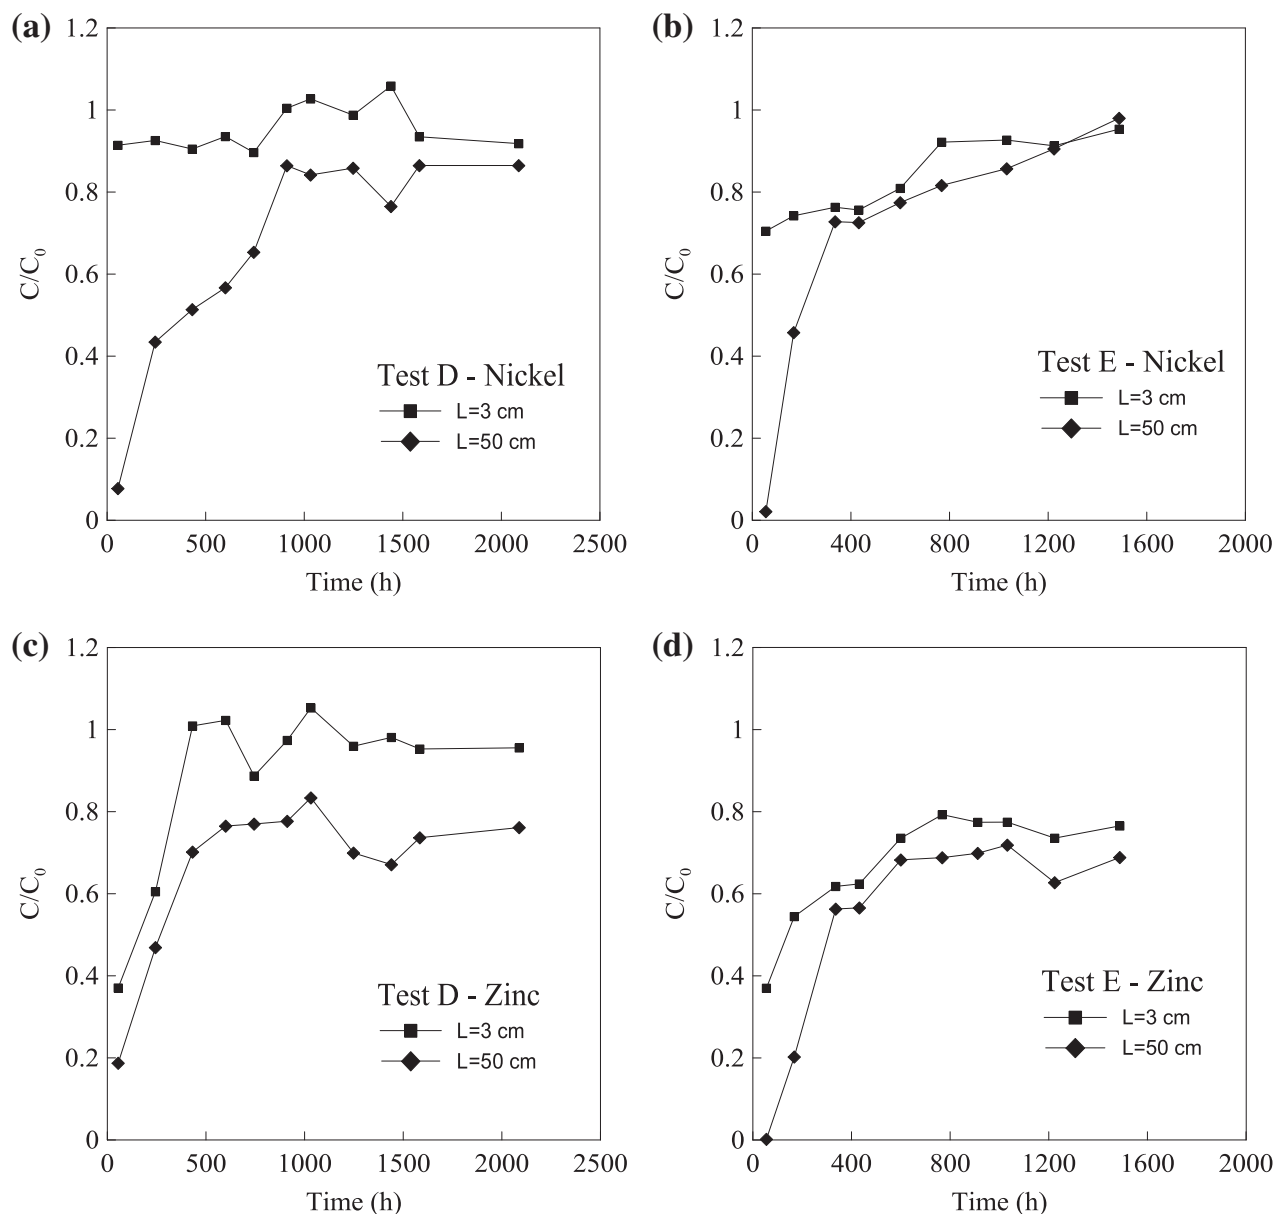 (a)
1.2
1
0.8
0.6
0.4
0.2
0
C/C0
Test D - Nickel
L=3 cm
L=50 cm
0 500 1000 1500 2000 2500
Time (h)
(b)
1.2
1
0.8
0.6
0.4
0.2
0
C/C0
Test E - Nickel
L=3 cm
L=50 cm
0 400 800 1200 1600 2000
Time (h)
(c)
1.2
1
0.8
0.6
0.4
0.2
0
C/C0
Test D - Zinc
L=3 cm
L=50 cm
0 500 1000 1500 2000 2500
Time (h)
(d)
1.2
1
0.8
0.6
0.4
0.2
0
C/C0
Test E - Zinc
L=3 cm
L=50 cm
0 400 800 1200 1600 2000
Time (h)